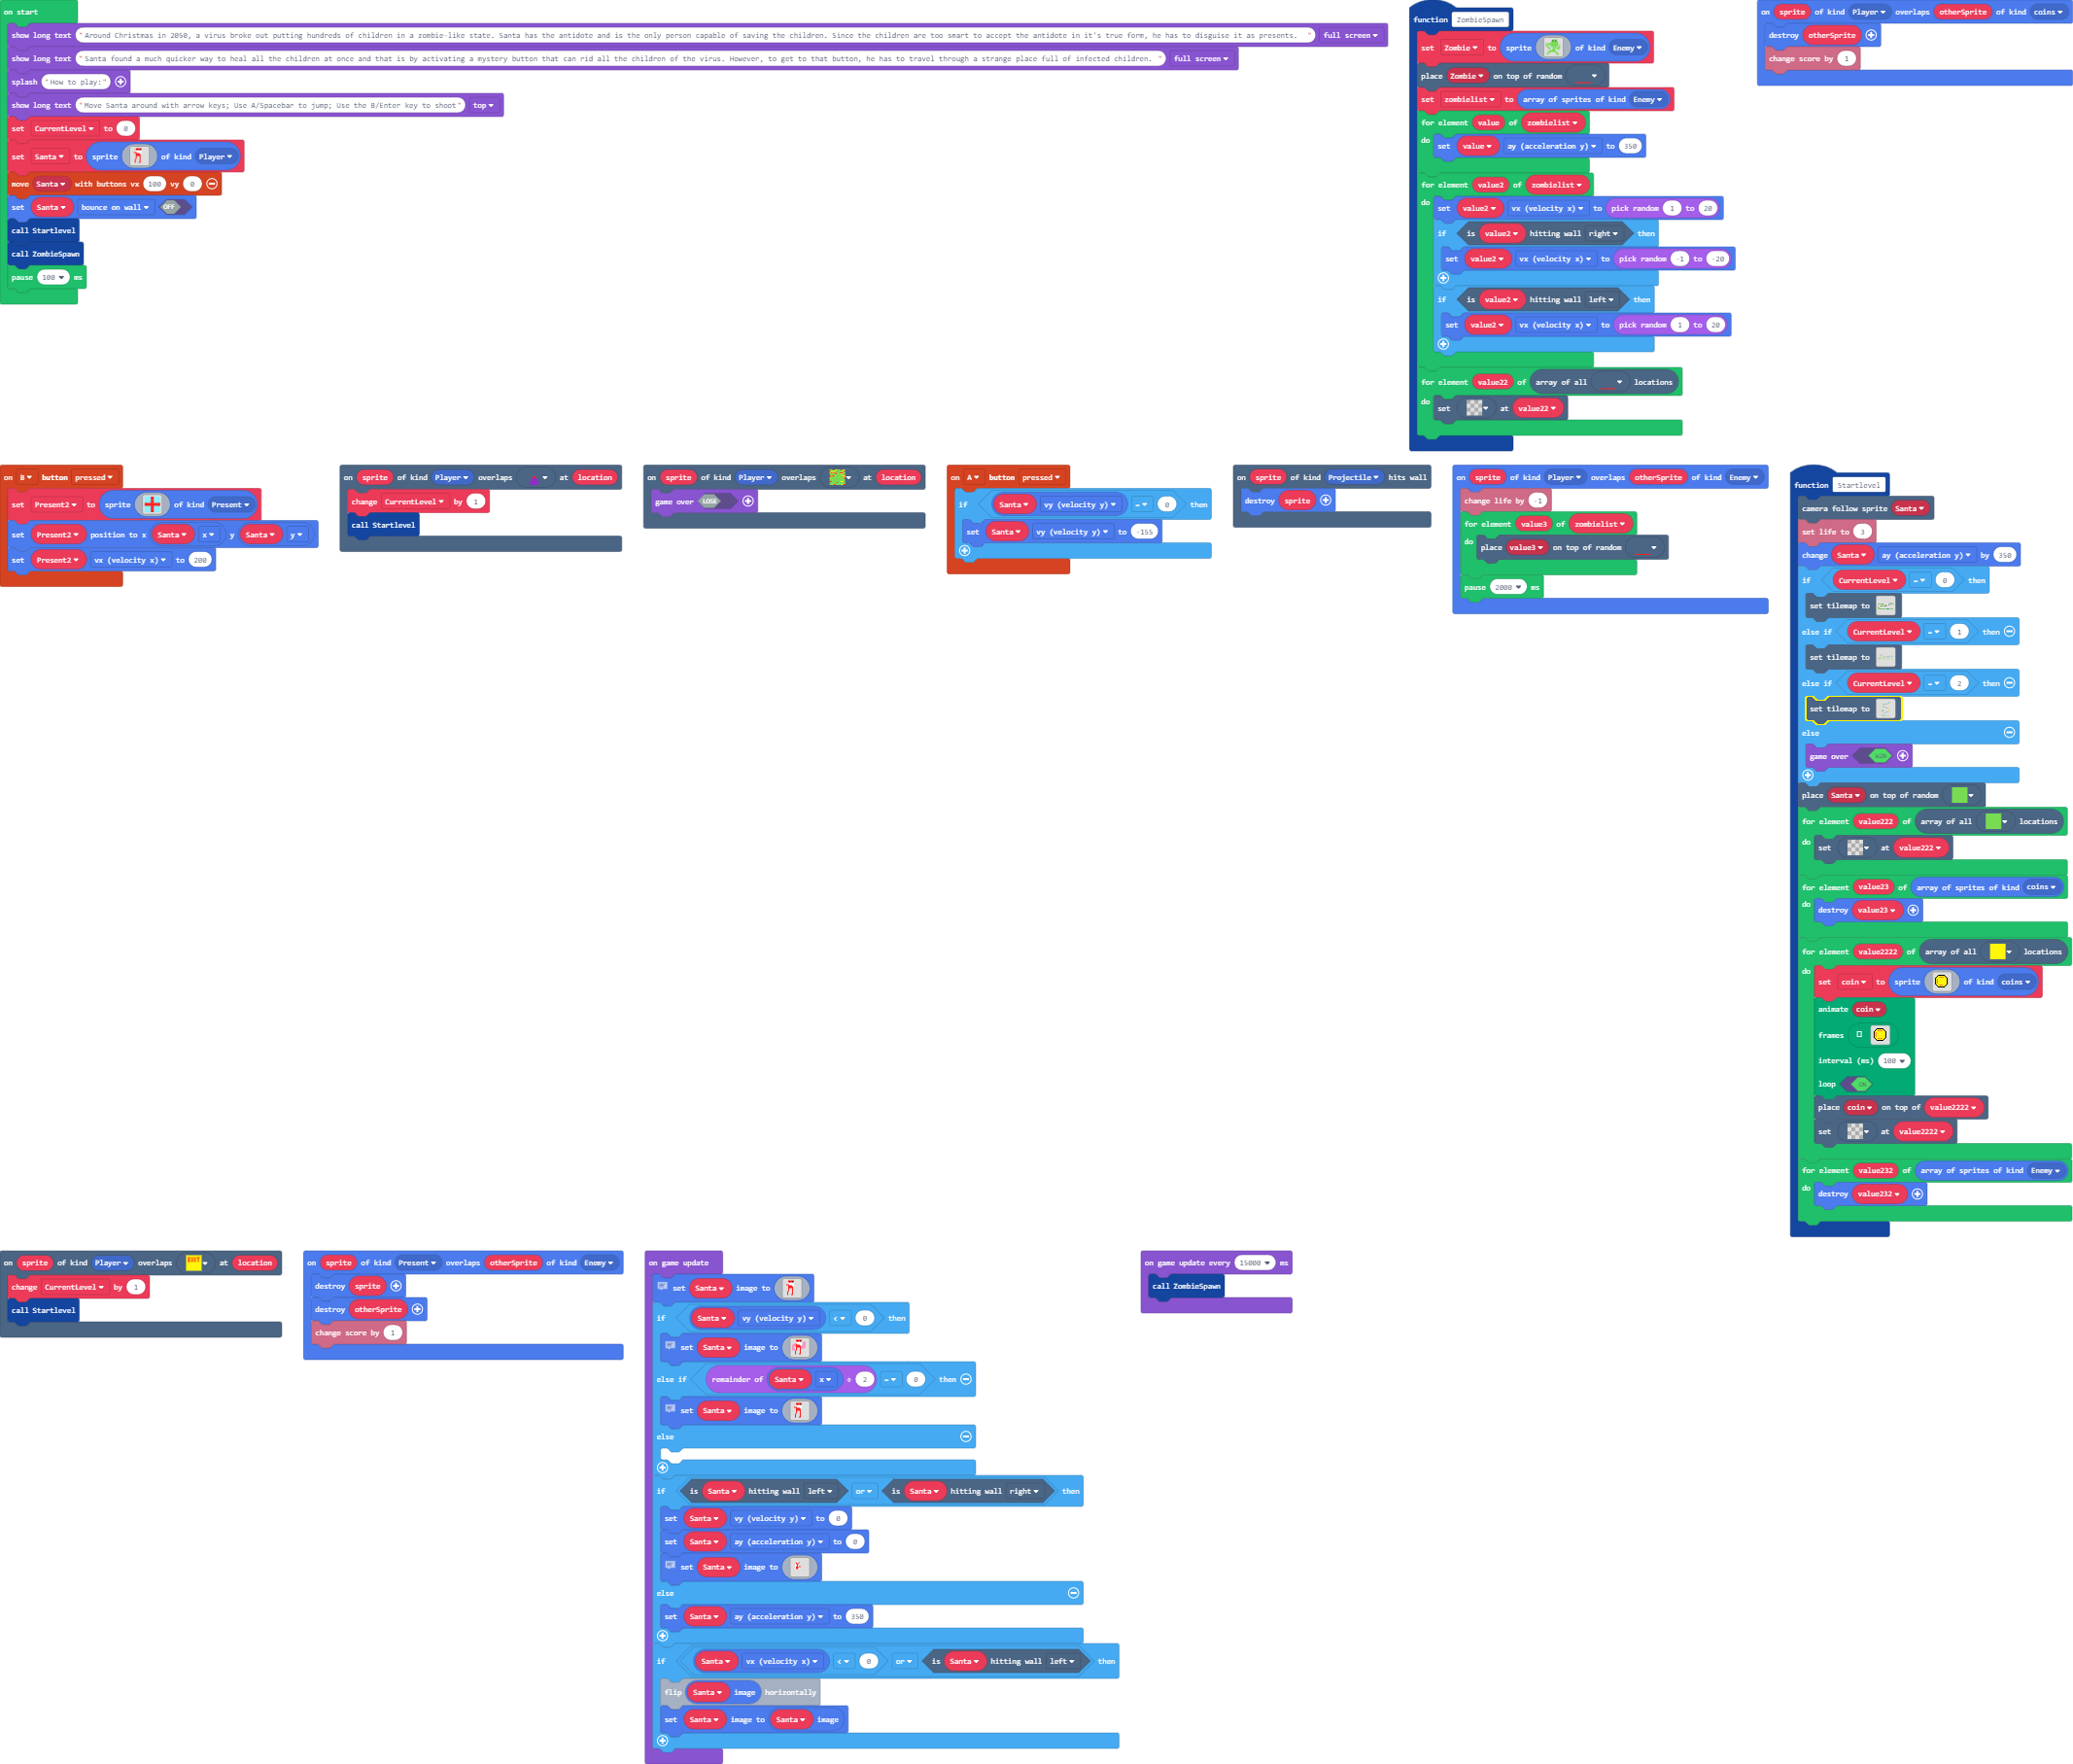 on start
show long text "Around Christmas in 2050, a virus broke out putting hundreds of children in a zombie-like state. Santa has the antidote and is the only person capable of saving the children. Since the children are too smart to accept the antidote in it's true form, he has to disguise it as presents. " full screen
show long text "Santa found a much quicker way to heal all the children at once and that is by activating a mystery button that can rid all the children of the virus. However, to get to that button, he has to travel through a strange place full of infected children. " full screen
splash "How to play:"
show long text "Move Santa around with arrow keys; Use A/Spacebar to jump; Use the B/Enter key to shoot" top
set CurrentLevel to 0
set Santa to sprite of kind Player
move Santa with buttons vx 100 vy 0
set Santa bounce on wall OFF
call Startlevel
call ZombieSpawn
pause 100 ms
function ZombieSpawn
set Zombie to sprite of kind Enemy
place Zombie on top of random
set zombielist to array of sprites of kind Enemy
for element value of zombielist
do set value ay (acceleration y) to 350
for element value2 of zombielist
do set value2 vx (velocity x) to pick random 1 to 20
if is value2 hitting wall right then
set value2 vx (velocity x) to pick random -1 to -20
if is value2 hitting wall left then
set value2 vx (velocity x) to pick random 1 to 20
for element value22 of array of all locations
do set at value22
on sprite of kind Player overlaps otherSprite of kind coins
destroy otherSprite
change score by 1
on B button pressed
set Present2 to sprite of kind Present
set Present2 position to x Santa x y Santa y
set Present2 vx (velocity x) to 200
on sprite of kind Player overlaps at location
change CurrentLevel by 1
call Startlevel
on sprite of kind Player overlaps at location
game over LOSE
on A button pressed
if Santa vy (velocity y) = 0 then
set Santa vy (velocity y) to -155
on sprite of kind Projectile hits wall
destroy sprite
on sprite of kind Player overlaps otherSprite of kind Enemy
change life by -1
for element value3 of zombielist
do place value3 on top of random
pause 2000 ms
function Startlevel
camera follow sprite Santa
set life to 3
change Santa ay (acceleration y) by 350
if CurrentLevel = 0 then
set tilemap to
else if CurrentLevel = 1 then
set tilemap to
else if CurrentLevel = 2 then
set tilemap to
else
game over WIN
place Santa on top of random
for element value222 of array of all locations
do set at value222
for element value23 of array of sprites of kind coins
do destroy value23
for element value2222 of array of all locations
do set coin to sprite of kind coins
animate coin
frames
interval (ms) 100
loop ON
place coin on top of value2222
set at value2222
for element value232 of array of sprites of kind Enemy
do destroy value232
on sprite of kind Player overlaps EXIT at location
change CurrentLevel by 1
call Startlevel
on sprite of kind Present overlaps otherSprite of kind Enemy
destroy sprite
destroy otherSprite
change score by 1
on game update
set Santa image to
if Santa vy (velocity y) < 0 then
set Santa image to
else if remainder of Santa x ÷ 2 = 0 then
set Santa image to
else
if is Santa hitting wall left or is Santa hitting wall right then
set Santa vy (velocity y) to 0
set Santa ay (acceleration y) to 0
set Santa image to
else
set Santa ay (acceleration y) to 350
if Santa vx (velocity x) < 0 or is Santa hitting wall left then
flip Santa image horizontally
set Santa image to Santa image
on game update every 15000 ms
call ZombieSpawn